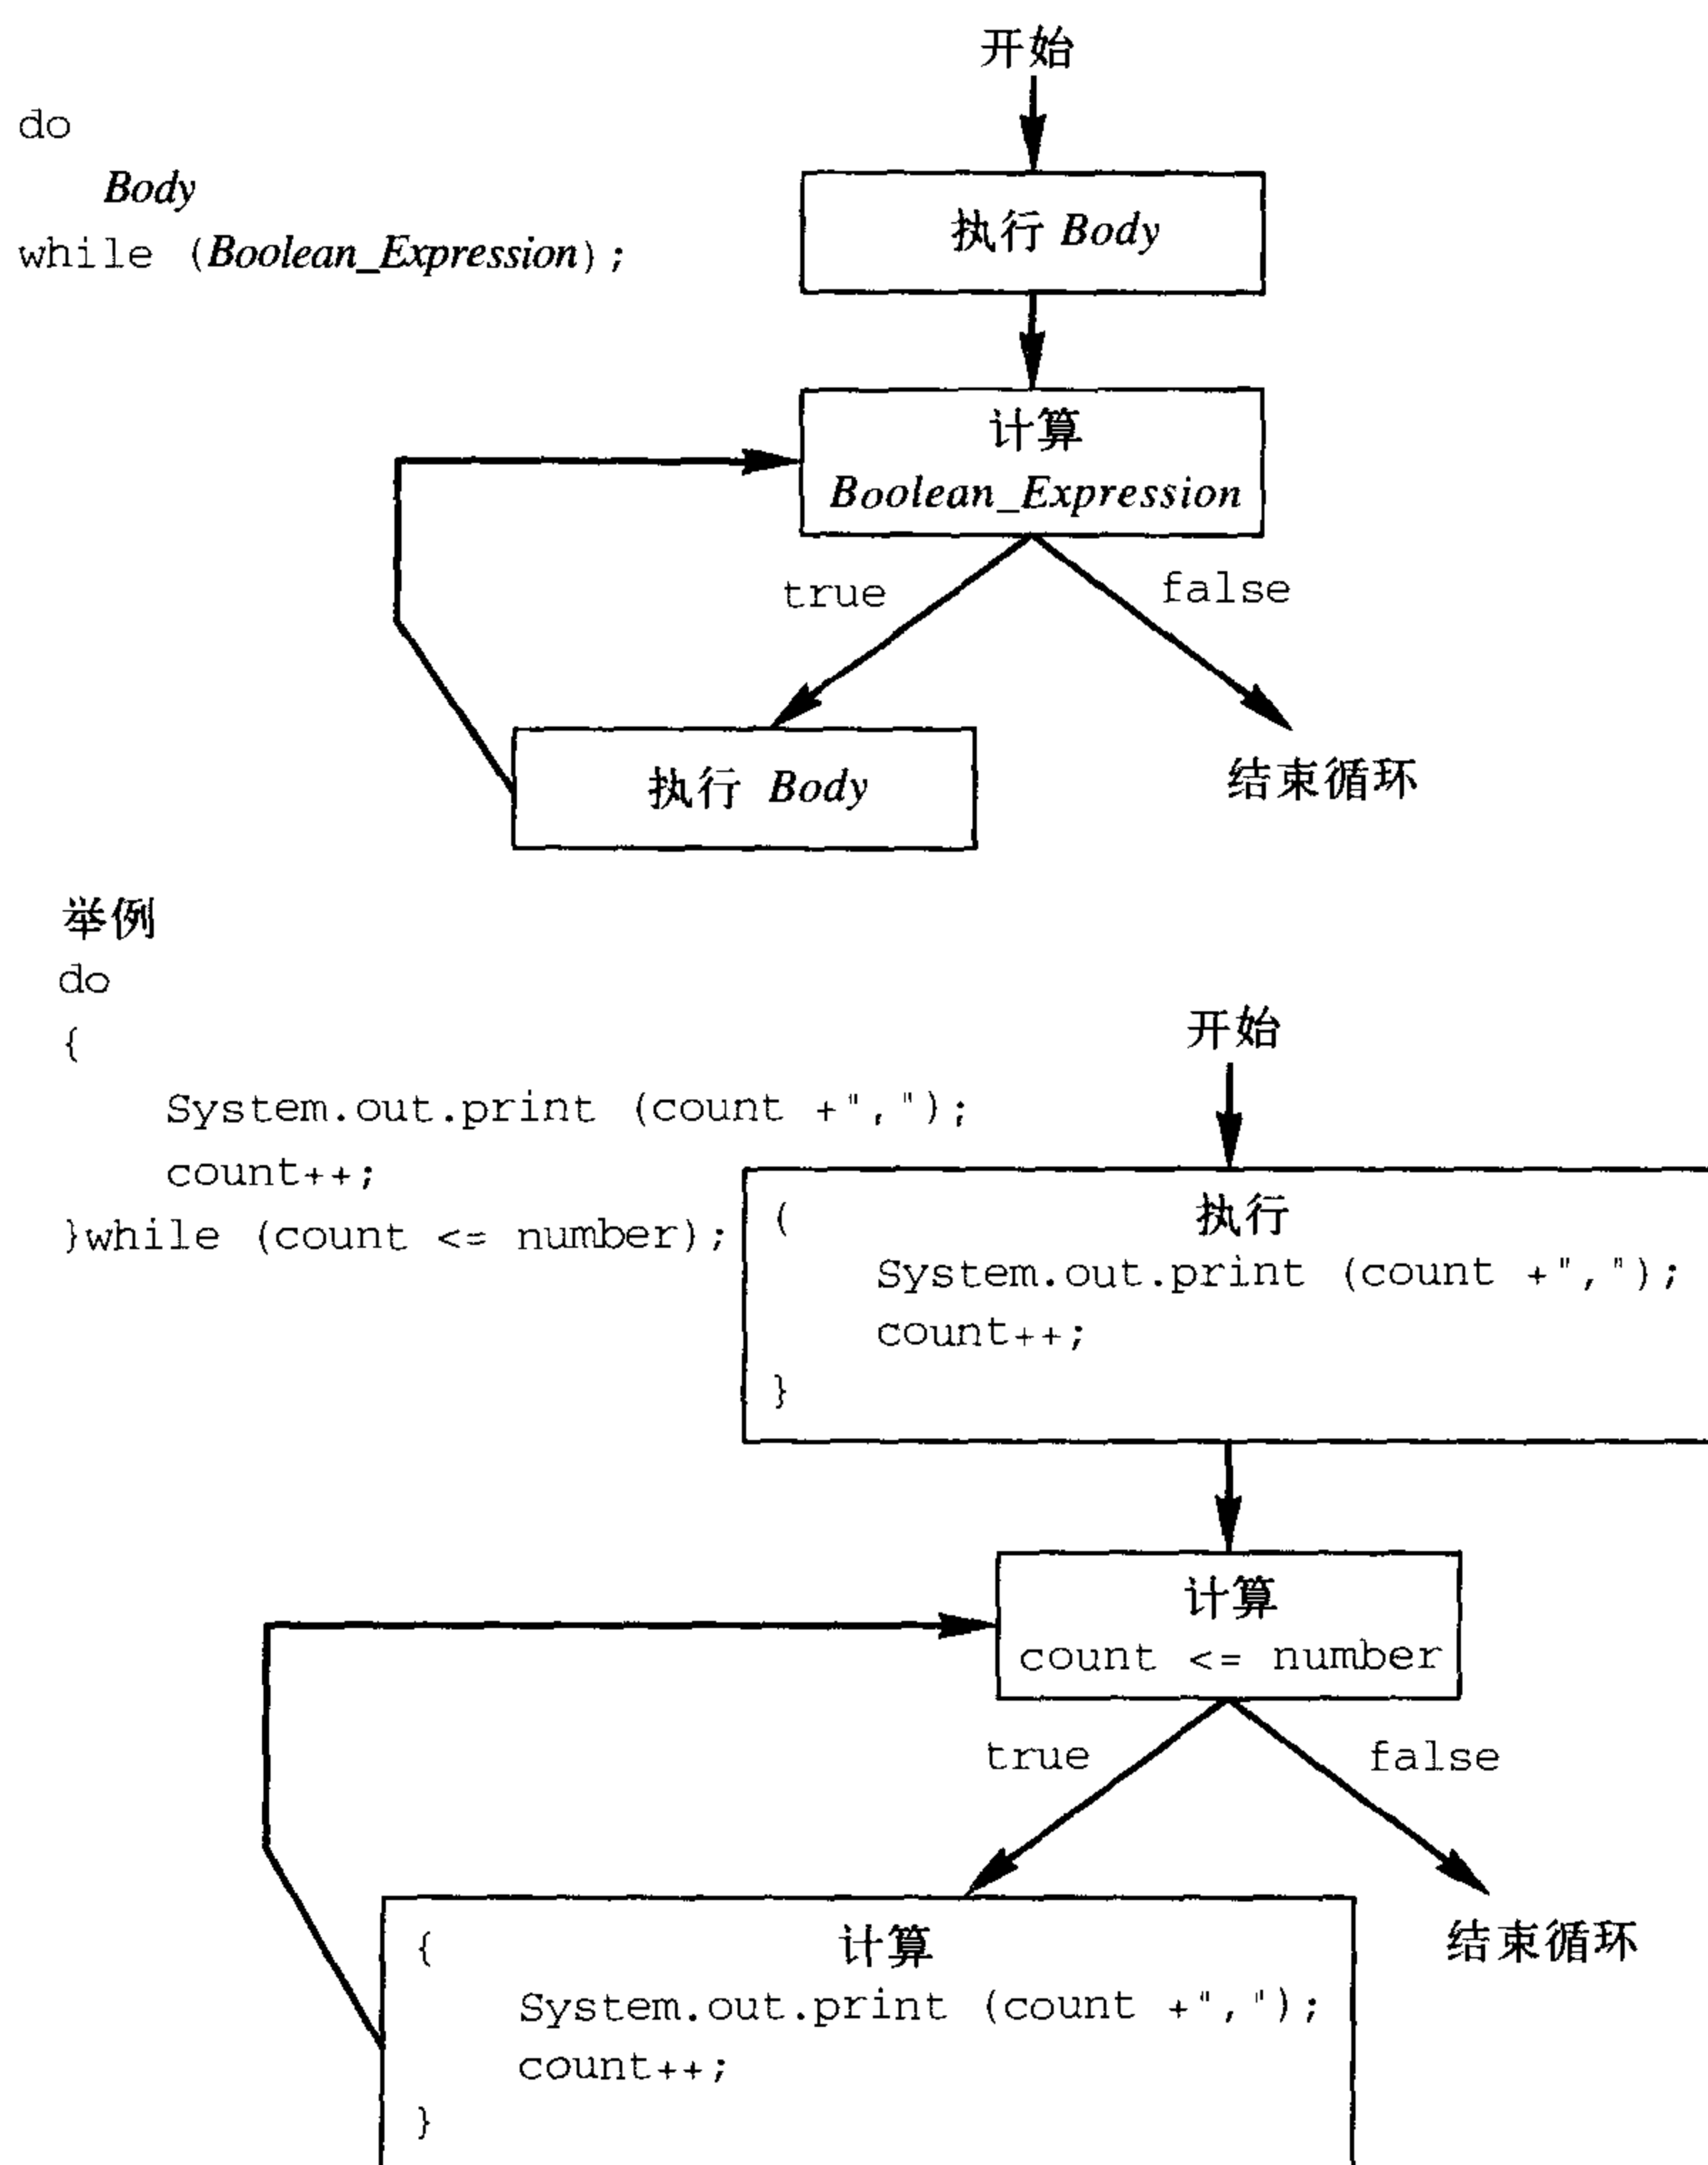 开始
do
Body
while (Boolean_Expression);
执行 Body
计算
Boolean_Expression
true
false
执行 Body
结束循环
举例
do
{
System.out.print (count +",");
count++;
}while (count <= number);
开始
(
执行
System.out.print (count +",");
count++;
}
计算
count <= number
true
false
{
计算
System.out.print (count +",");
count++;
}
结束循环